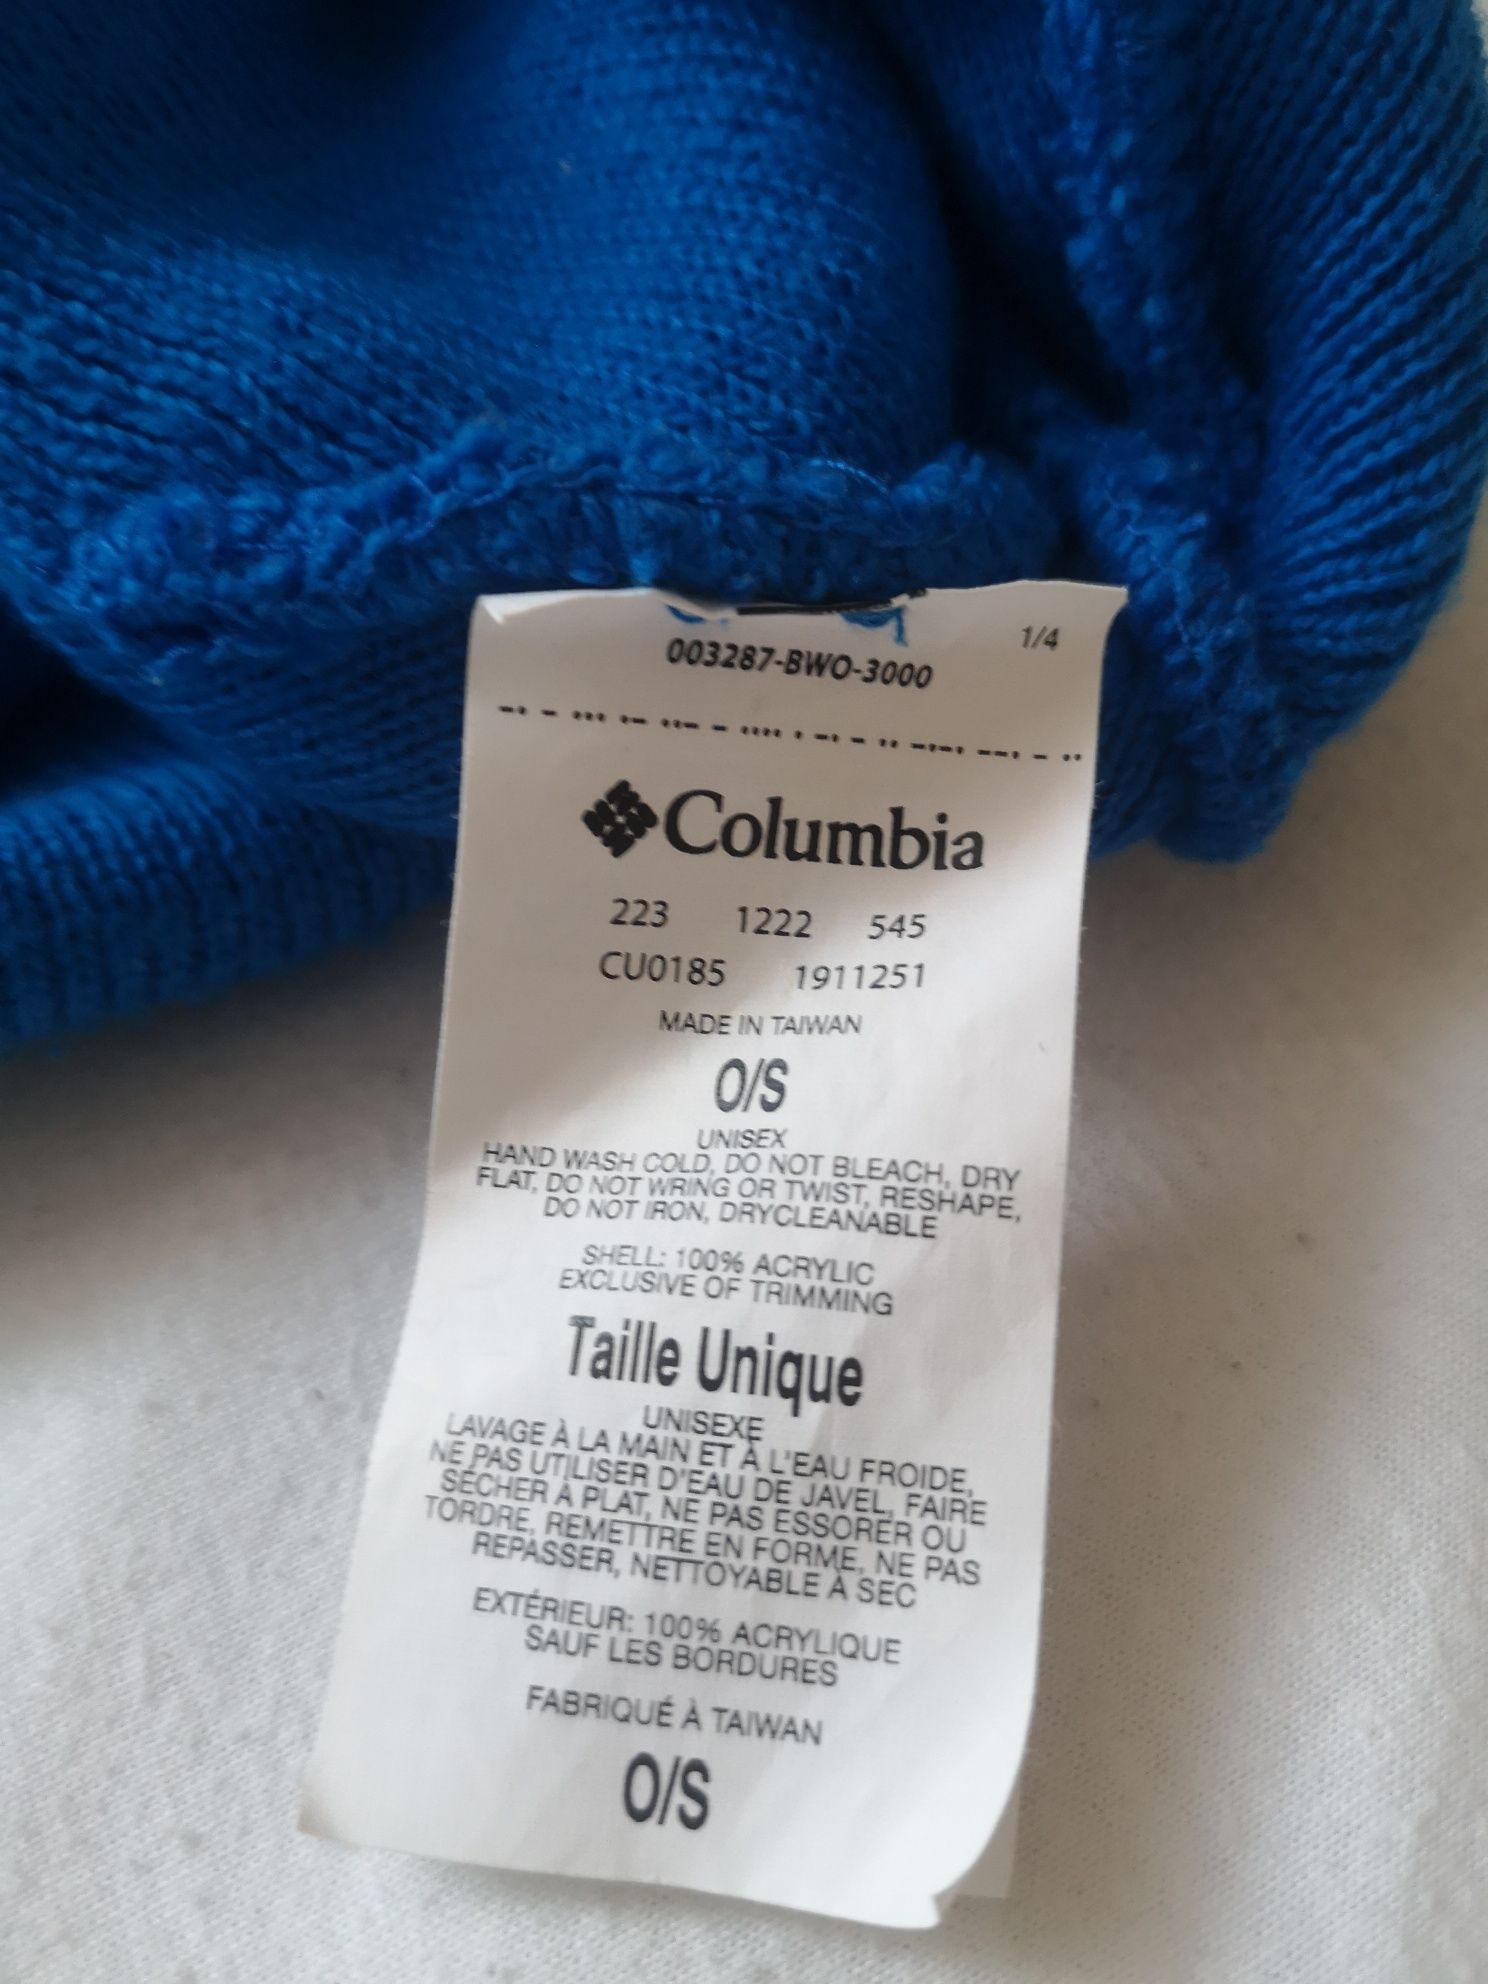 003287-BWO-3000
1/4
Columbia
223 1222 545
CU0185 1911251
MADE IN TAIWAN
O/S
UNISEX
HAND WASH COLD, DO NOT BLEACH, DRY
FLAT, DO NOT WRING OR TWIST, RESHAPE,
DO NOT IRON, DRYCLEANABLE
SHELL: 100% ACRYLIC
EXCLUSIVE OF TRIMMING
Taille Unique
UNISEXE
LAVAGE À LA MAIN ET À L'EAU FROIDE,
NE PAS UTILISER D'EAU DE JAVEL, FAIRE
SÉCHER À PLAT, NE PAS ESSORER OU
TORDRE, REMETTRE EN FORME, NE PAS
REPASSER, NETTOYABLE À SEC
EXTÉRIEUR: 100% ACRYLIQUE
SAUF LES BORDURES
FABRIQUÉ À TAIWAN
O/S